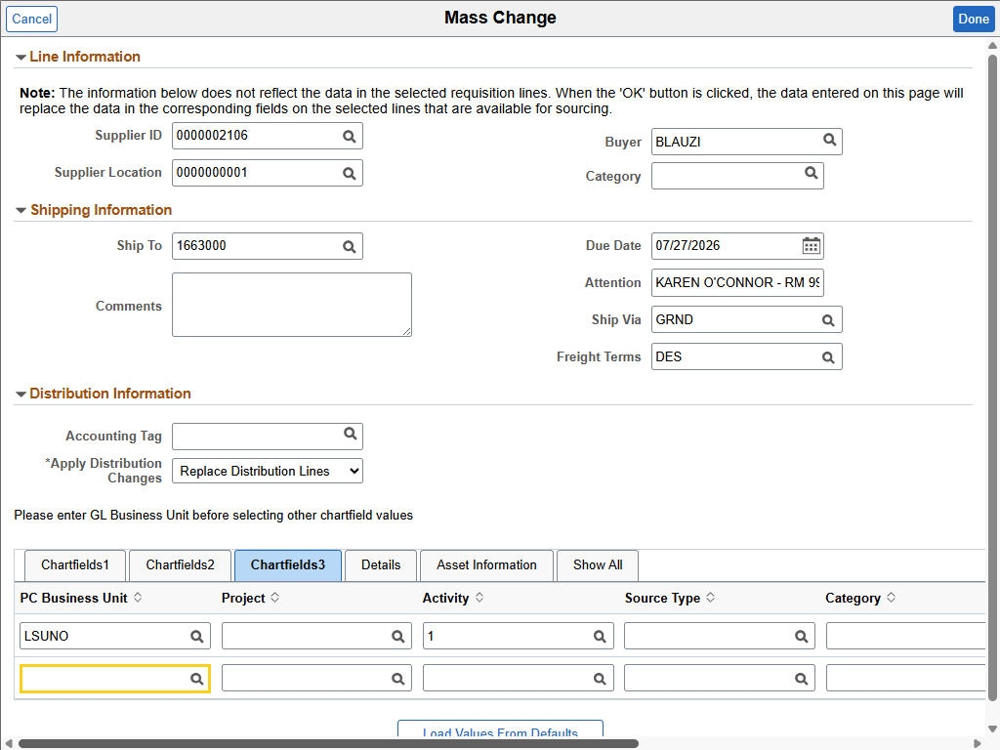 Cancel
Mass Change
Done
Line Information
Note: The information below does not reflect the data in the selected requisition lines. When the 'OK' button is clicked, the data entered on this page will
replace the data in the corresponding fields on the selected lines that are available for sourcing.
Supplier ID 0000002106
Buyer BLAUZI
Supplier Location 0000000001
Category
Shipping Information
Ship To 1663000
Due Date 07/27/2026
Attention KAREN O'CONNOR - RM 99
Comments
Ship Via GRND
Freight Terms DES
Distribution Information
Accounting Tag
*Apply Distribution
Changes
Replace Distribution Lines
Please enter GL Business Unit before selecting other chartfield values
Chartfields1 Chartfields2 Chartfields3 Details Asset Information Show All
PC Business Unit Project Activity Source Type Category
LSUNO 1
Load Values From Defaults